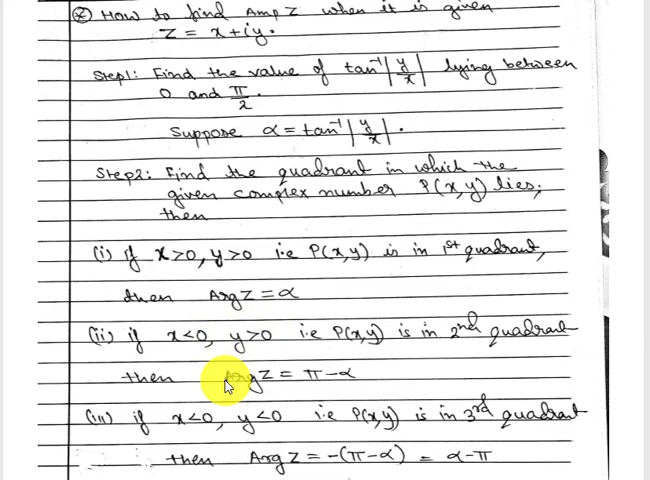 ※ How to find Amp Z when it is given
Z = x+iy.
Step1: Find the value of tan⁻¹|y/x| lying between
0 and π/2.
Suppose α = tan⁻¹|y/x|.
Step2: Find the quadrant in which the
given complex number P(x,y) lies;
then
(i) if x>0, y>0 i.e P(x,y) is in 1st quadrant,
then Arg Z = α
(ii) if x<0, y>0 i.e P(x,y) is in 2nd quadrant
then Arg Z = π-α
(iii) if x<0, y<0 i.e P(x,y) is in 3rd quadrant
then Arg Z = -(π-α) = α-π